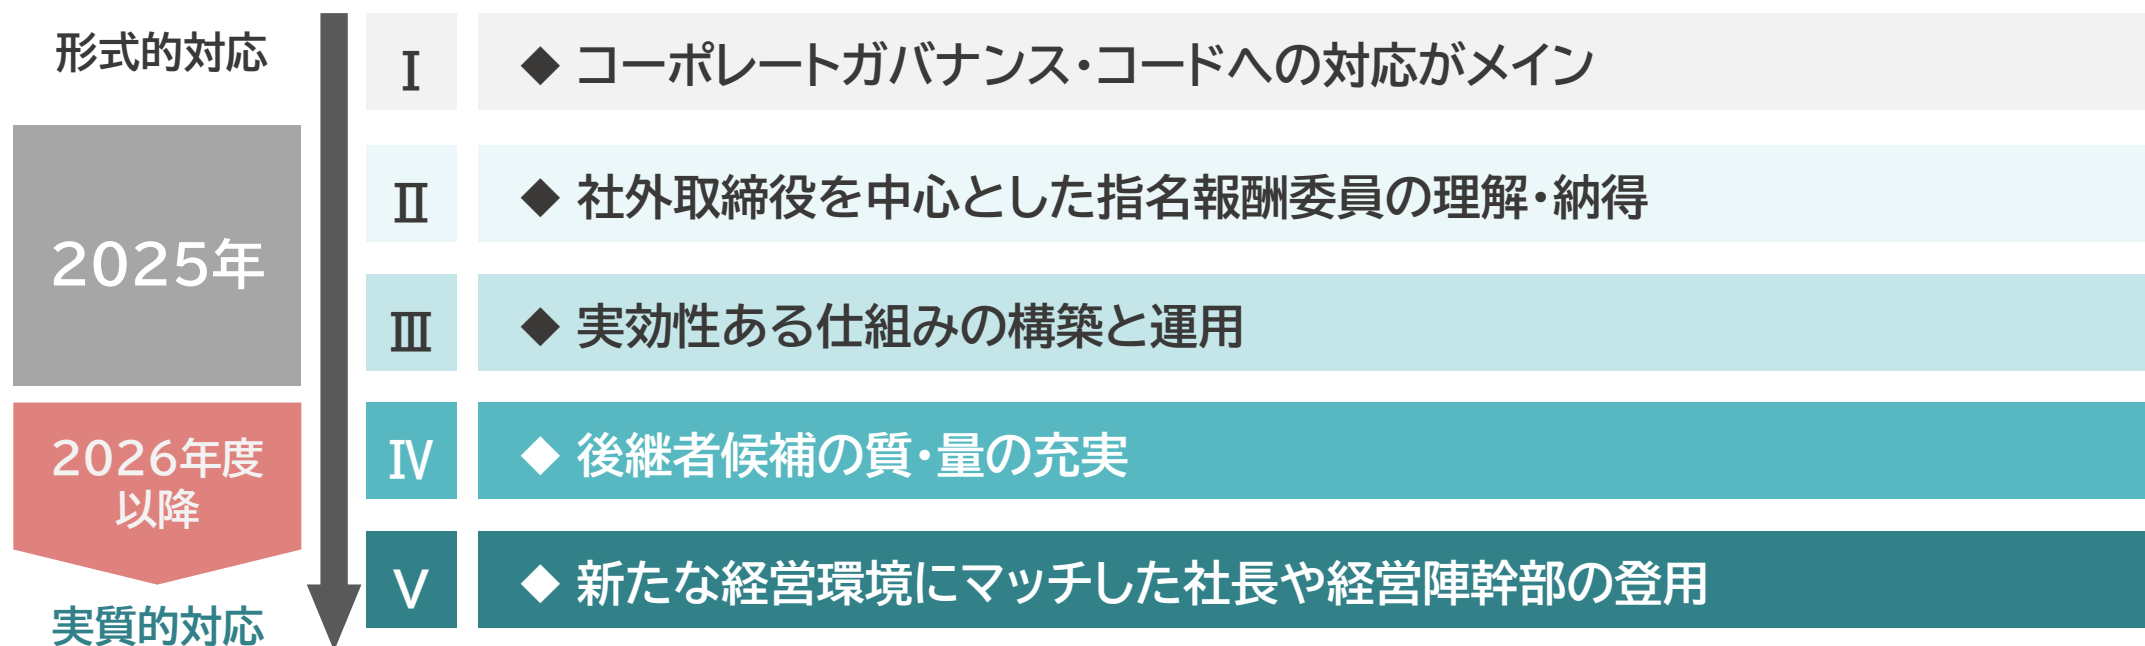 形式的対応
Ⅰ
◆ コーポレートガバナンス・コードへの対応がメイン
2025年
Ⅱ
◆ 社外取締役を中心とした指名報酬委員の理解・納得
Ⅲ
◆ 実効性ある仕組みの構築と運用
2026年度
以降
Ⅳ
◆ 後継者候補の質・量の充実
Ⅴ
◆ 新たな経営環境にマッチした社長や経営陣幹部の登用
実質的対応